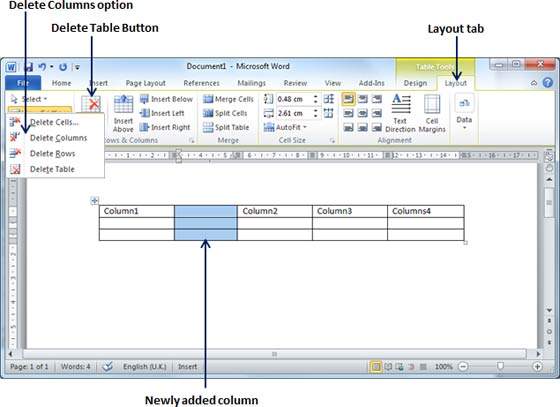 Delete Columns option
Delete Table Button
Layout tab
Document1 - Microsoft Word
Table Tools
File Home Insert Page Layout References Mailings Review View Add-Ins Design Layout
Select
Delete Cells...
Delete Columns
Delete Rows
Delete Table
Insert Above
Insert Below
Insert Left
Insert Right
Rows & Columns
Merge Cells
Split Cells
Split Table
Merge
0.48 cm
2.61 cm
AutoFit
Cell Size
Text Direction
Cell Margins
Alignment
Data
Column1 Column2 Column3 Columns4
Page: 1 of 1 Words: 4 English (U.K.) Insert 100%
Newly added column